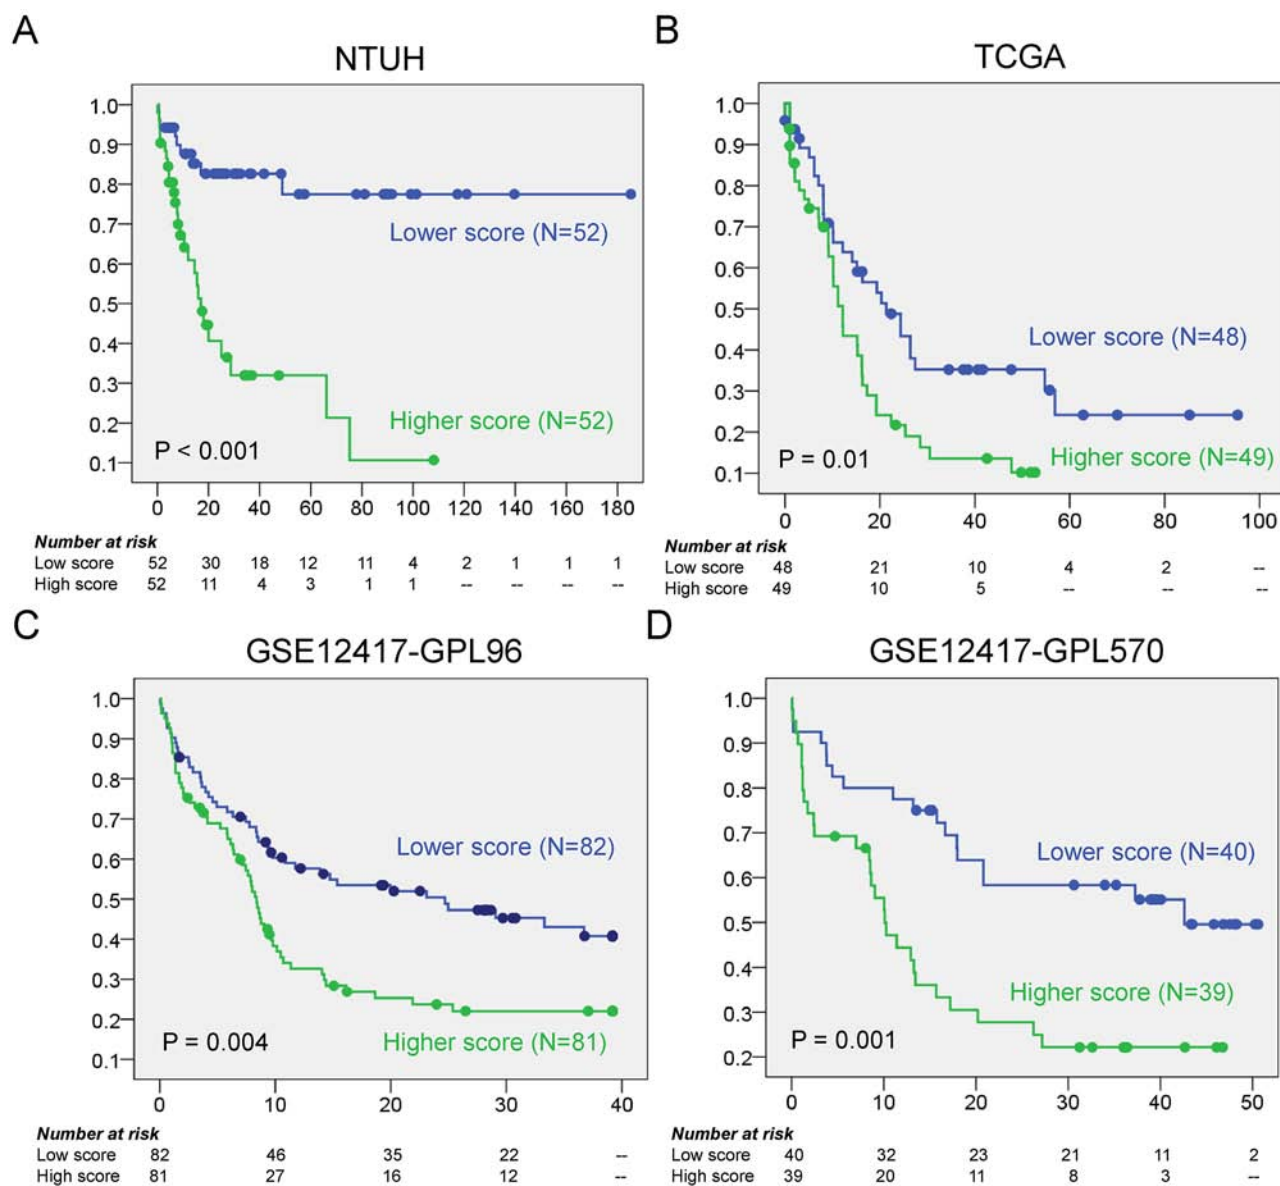 A
NTUH
1.0
0.9
0.8
0.7
0.6
0.5
0.4
0.3
0.2
0.1
Lower score (N=52)
Higher score (N=52)
P < 0.001
0 20 40 60 80 100 120 140 160 180
Number at risk
Low score 52 30 18 12 11 4 2 1 1 1
High score 52 11 4 3 1 1 -- -- -- --
B
TCGA
1.0
0.9
0.8
0.7
0.6
0.5
0.4
0.3
0.2
0.1
Lower score (N=48)
Higher score (N=49)
P = 0.01
0 20 40 60 80 100
Number at risk
Low score 48 21 10 4 2 --
High score 49 10 5 -- -- --
C
GSE12417-GPL96
1.0
0.9
0.8
0.7
0.6
0.5
0.4
0.3
0.2
0.1
Lower score (N=82)
Higher score (N=81)
P = 0.004
0 10 20 30 40
Number at risk
Low score 82 46 35 22 --
High score 81 27 16 12 --
D
GSE12417-GPL570
1.0
0.9
0.8
0.7
0.6
0.5
0.4
0.3
0.2
Lower score (N=40)
Higher score (N=39)
P = 0.001
0 10 20 30 40 50
Number at risk
Low score 40 32 23 21 11 2
High score 39 20 11 8 3 --